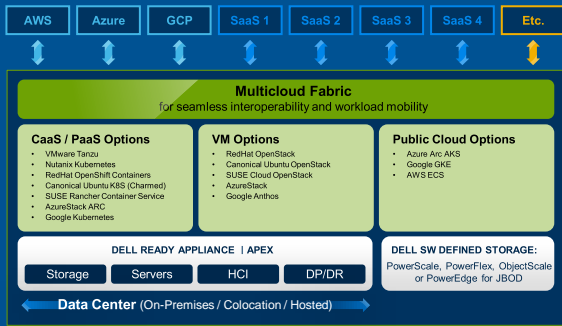 AWS
Azure
GCP
SaaS 1
SaaS 2
SaaS 3
SaaS 4
Etc.
Multicloud Fabric
for seamless interoperability and workload mobility
CaaS / PaaS Options
• VMware Tanzu
• Nutanix Kubernetes
• RedHat OpenShift Containers
• Canonical Ubuntu K8S (Charmed)
• SUSE Rancher Container Service
• AzureStack ARC
• Google Kubernetes
VM Options
• RedHat OpenStack
• Canonical Ubuntu OpenStack
• SUSE Cloud OpenStack
• AzureStack
• Google Anthos
Public Cloud Options
• Azure Arc AKS
• Google GKE
• AWS ECS
DELL READY APPLIANCE | APEX
Storage
Servers
HCI
DP/DR
DELL SW DEFINED STORAGE:
PowerScale, PowerFlex, ObjectScale
or PowerEdge for JBOD
Data Center (On-Premises / Colocation / Hosted)